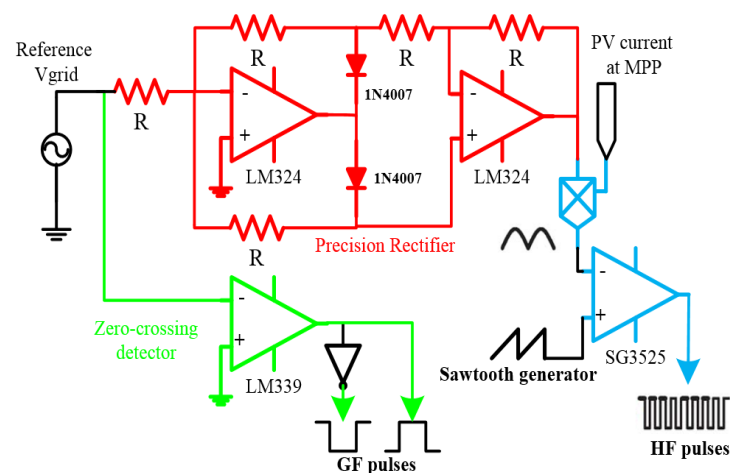 Reference
Vgrid
R
R
R
R
PV current
at MPP
-
+
1N4007
-
+
LM324
1N4007
LM324
R
Precision Rectifier
Zero-crossing
detector
-
+
LM339
-
+
SG3525
Sawtooth generator
GF pulses
HF pulses